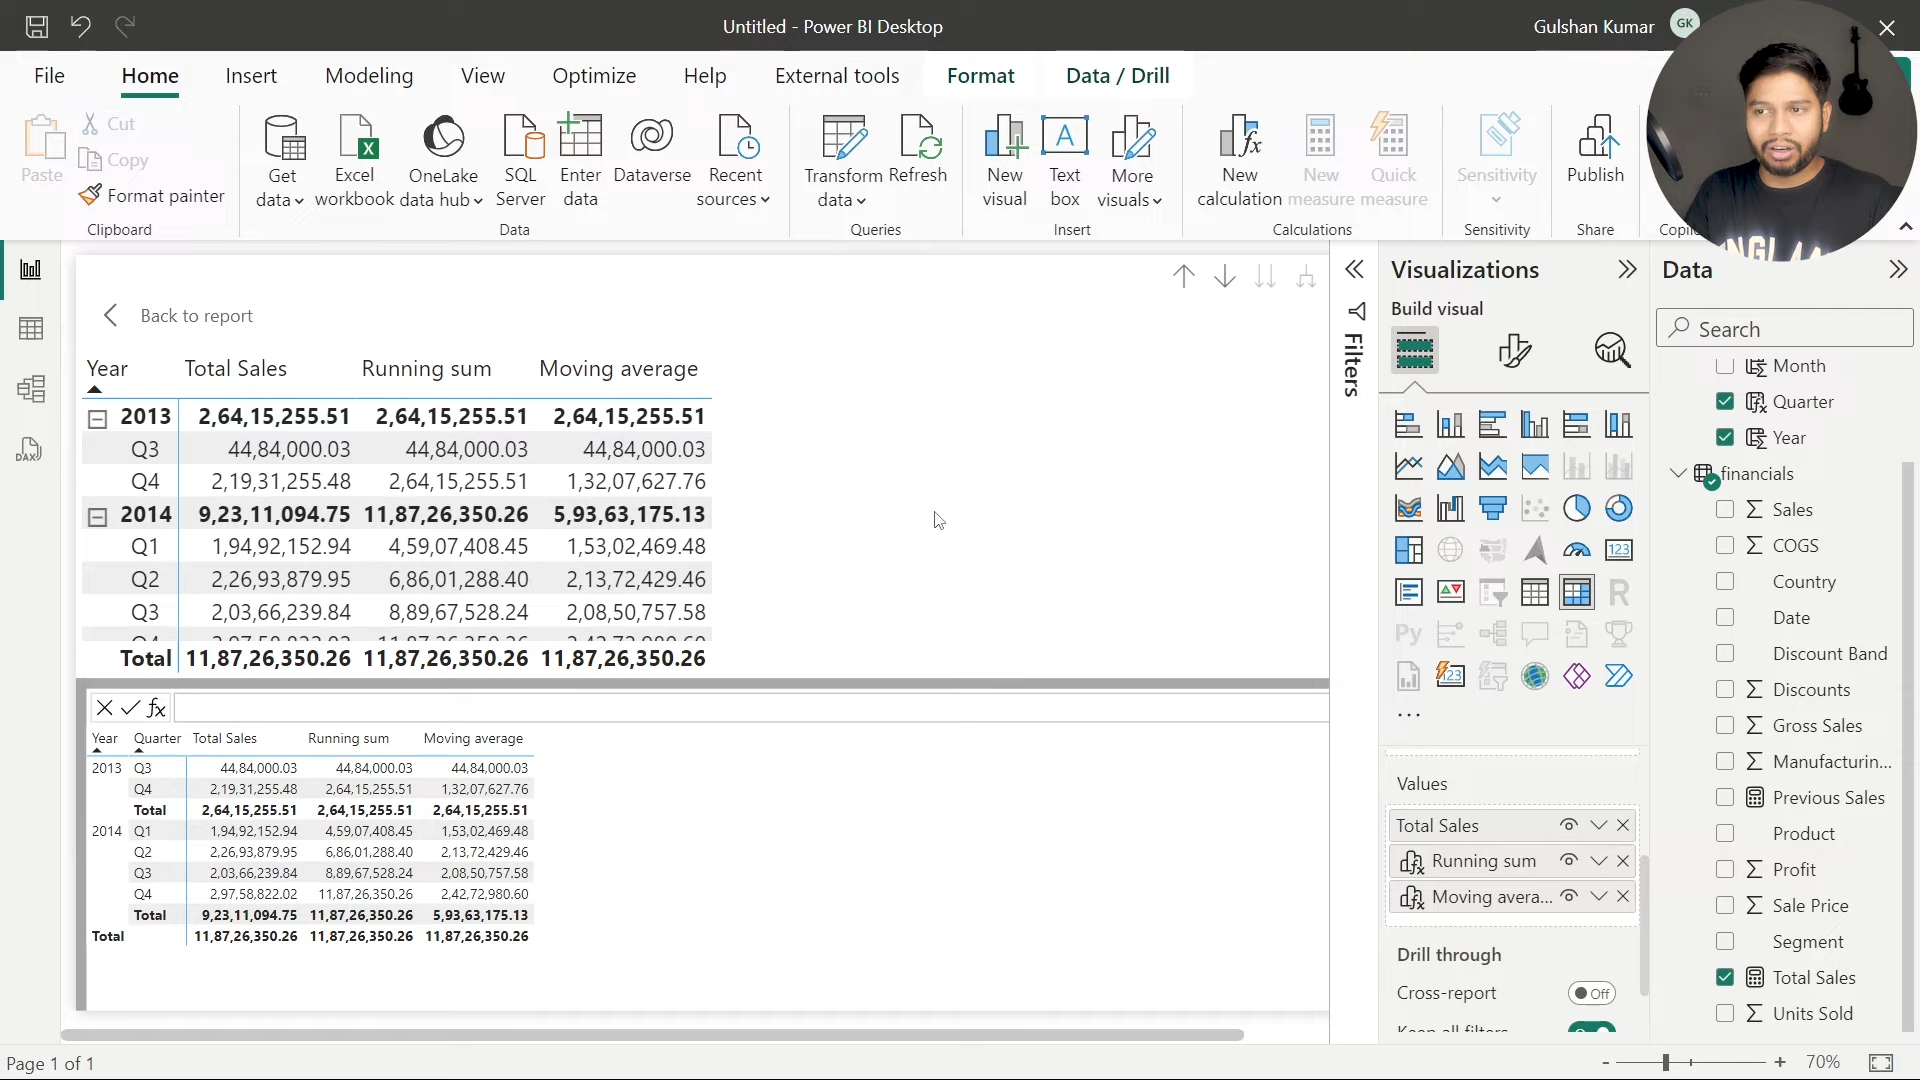 Untitled - Power BI Desktop
Gulshan Kumar
GK
File
Home
Insert
Modeling
View
Optimize
Help
External tools
Format
Data / Drill
Paste
Cut
Copy
Format painter
Clipboard
Get data
Excel workbook
OneLake data hub
SQL Server
Enter data
Dataverse
Recent sources
Data
Transform data
Refresh
Queries
New visual
Text box
More visuals
Insert
New calculation
New measure
Quick measure
Calculations
Sensitivity
Sensitivity
Publish
Share
Copil
DAX
Back to report
Year Total Sales Running sum Moving average
2013 2,64,15,255.51 2,64,15,255.51 2,64,15,255.51
Q3 44,84,000.03 44,84,000.03 44,84,000.03
Q4 2,19,31,255.48 2,64,15,255.51 1,32,07,627.76
2014 9,23,11,094.75 11,87,26,350.26 5,93,63,175.13
Q1 1,94,92,152.94 4,59,07,408.45 1,53,02,469.48
Q2 2,26,93,879.95 6,86,01,288.40 2,13,72,429.46
Q3 2,03,66,239.84 8,89,67,528.24 2,08,50,757.58
Total 11,87,26,350.26 11,87,26,350.26 11,87,26,350.26
fx
Year Quarter Total Sales Running sum Moving average
2013 Q3 44,84,000.03 44,84,000.03 44,84,000.03
Q4 2,19,31,255.48 2,64,15,255.51 1,32,07,627.76
Total 2,64,15,255.51 2,64,15,255.51 2,64,15,255.51
2014 Q1 1,94,92,152.94 4,59,07,408.45 1,53,02,469.48
Q2 2,26,93,879.95 6,86,01,288.40 2,13,72,429.46
Q3 2,03,66,239.84 8,89,67,528.24 2,08,50,757.58
Q4 2,97,58,822.02 11,87,26,350.26 2,42,72,980.60
Total 9,23,11,094.75 11,87,26,350.26 5,93,63,175.13
Total 11,87,26,350.26 11,87,26,350.26 11,87,26,350.26
Filters
Visualizations
Build visual
123
R
Py
123
...
Values
Total Sales
Running sum
Moving avera...
Drill through
Cross-report
Off
Data
Search
Month
Quarter
Year
financials
Sales
COGS
Country
Date
Discount Band
Discounts
Gross Sales
Manufacturin...
Previous Sales
Product
Profit
Sale Price
Segment
Total Sales
Units Sold
Page 1 of 1
- + 70%